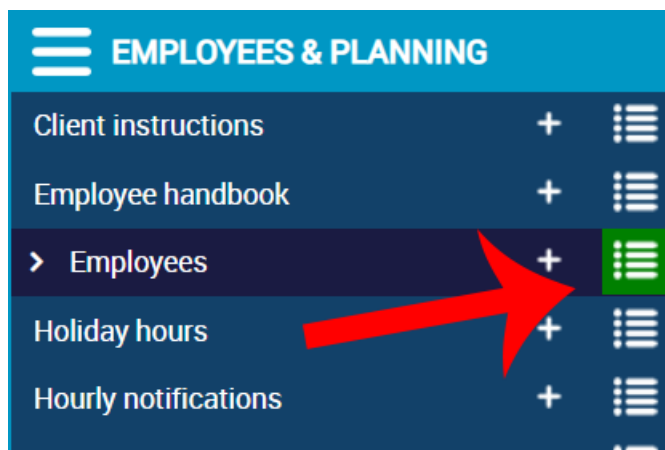 EMPLOYEES & PLANNING
Client instructions
Employee handbook
Employees
Holiday hours
Hourly notifications